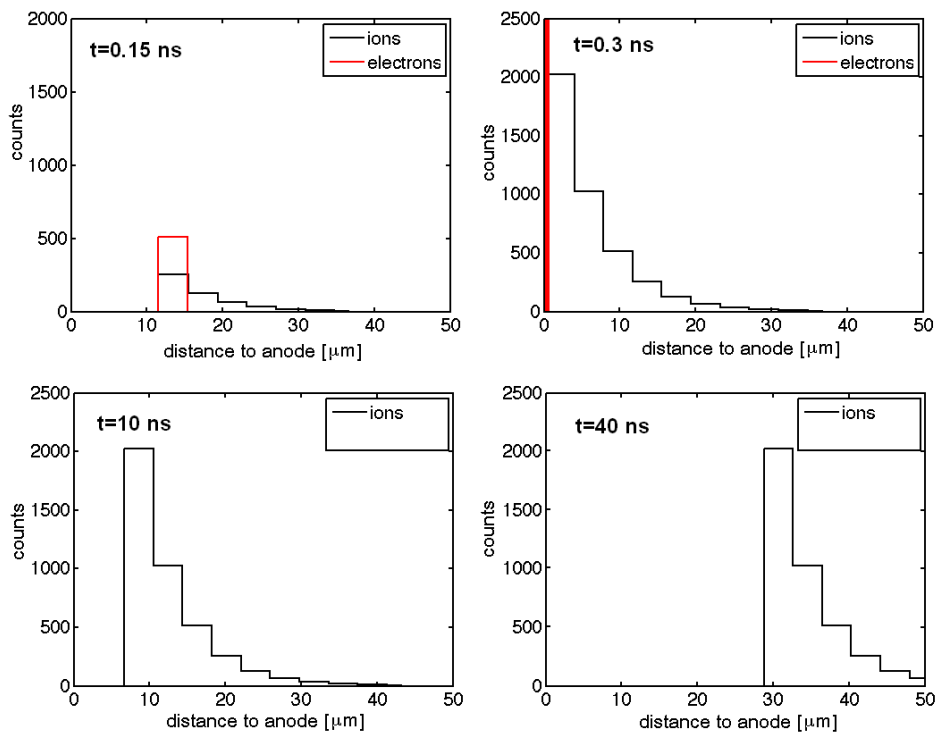 t=0.15 ns
ions
electrons
2000
1500
1000
500
0
counts
0 10 20 30 40 50
distance to anode [μm]
t=0.3 ns
ions
electrons
2500
2000
1500
1000
500
0
counts
0 10 20 30 40 50
distance to anode [μm]
t=10 ns
ions
2500
2000
1500
1000
500
0
counts
0 10 20 30 40 50
distance to anode [μm]
t=40 ns
ions
2500
2000
1500
1000
500
0
counts
0 10 20 30 40 50
distance to anode [μm]